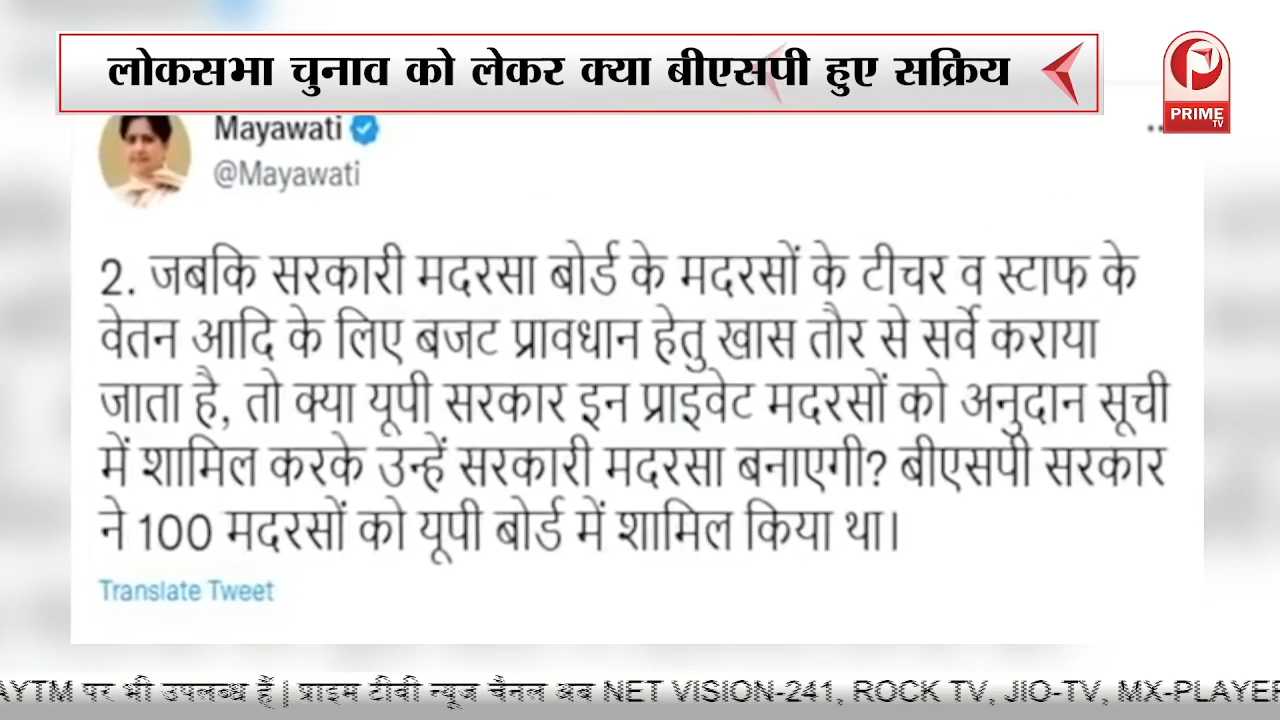 लोकसभा चुनाव को लेकर क्या बीएसपी हुए सक्रिय
PRIME
TV
Mayawati
@Mayawati
2. जबकि सरकारी मदरसा बोर्ड के मदरसों के टीचर व स्टाफ के
वेतन आदि के लिए बजट प्रावधान हेतु खास तौर से सर्वे कराया
जाता है, तो क्या यूपी सरकार इन प्राइवेट मदरसों को अनुदान सूची
में शामिल करके उन्हें सरकारी मदरसा बनाएगी? बीएसपी सरकार
ने 100 मदरसों को यूपी बोर्ड में शामिल किया था।
Translate Tweet
AYTM पर भी उपलब्ध हैं | प्राइम टीवी न्यूज चैनल अब NET VISION-241, ROCK TV, JIO-TV, MX-PLAYER